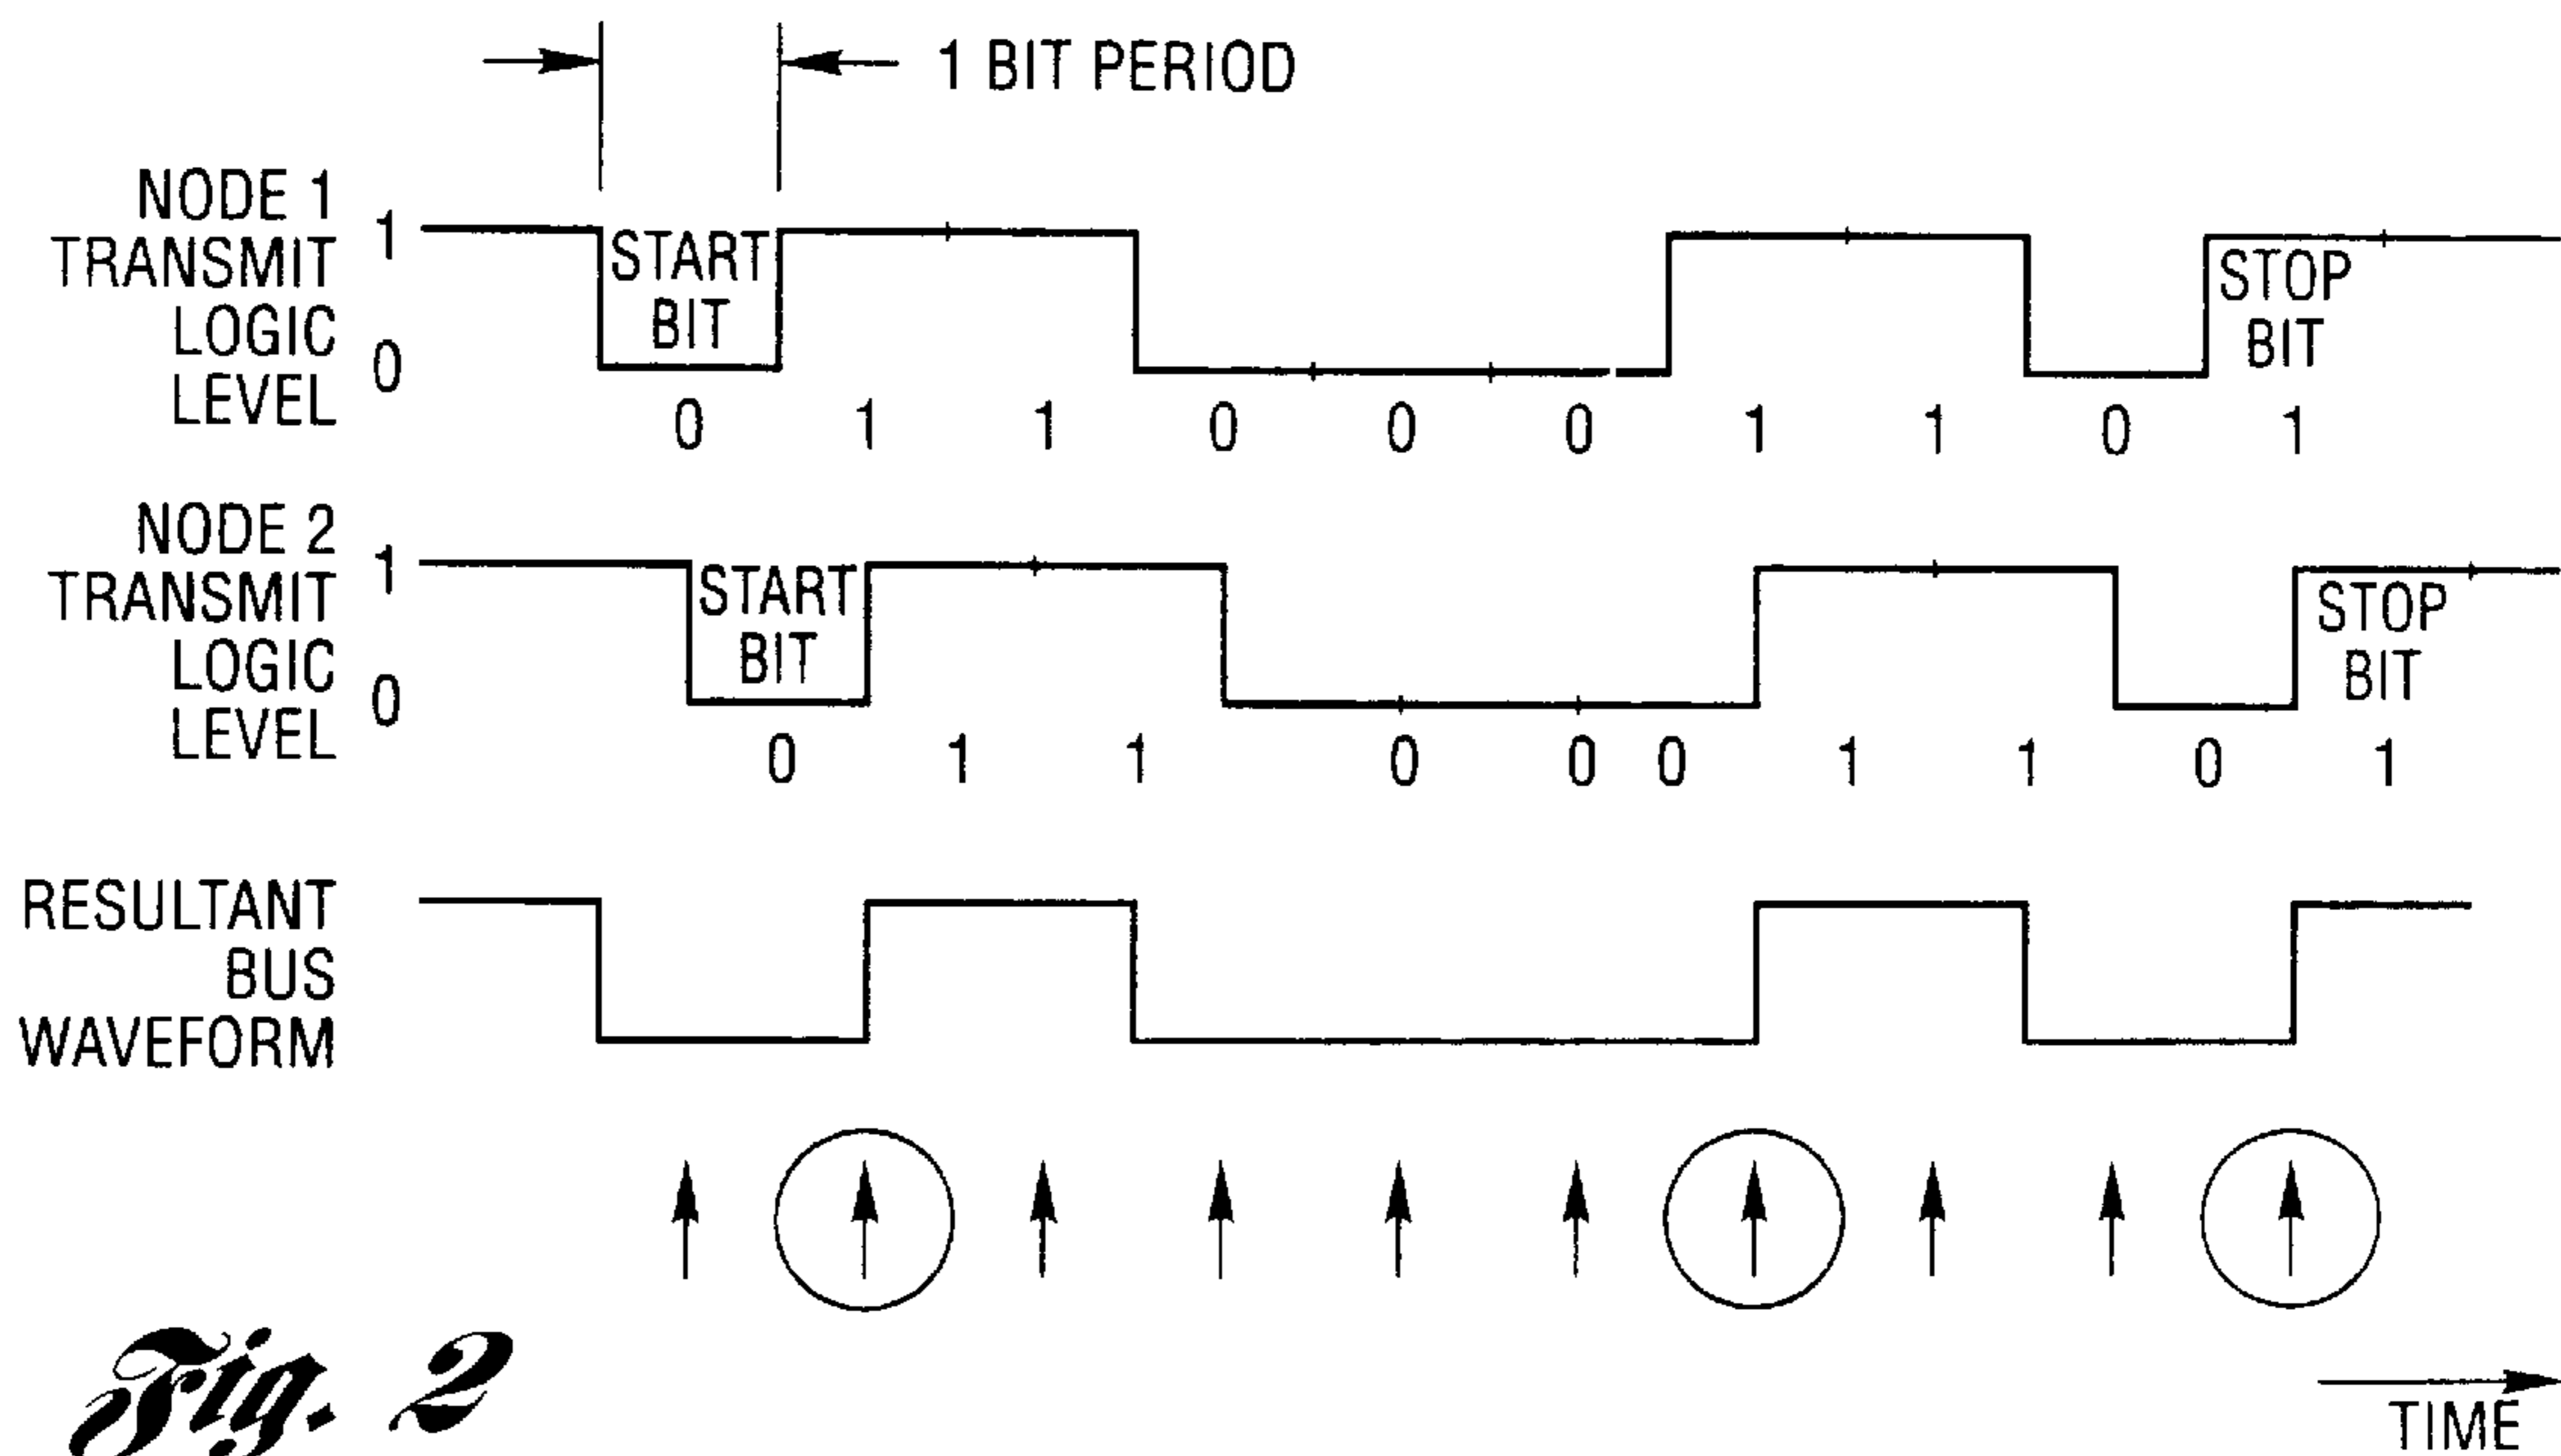 1 BIT PERIOD
NODE 1
TRANSMIT
LOGIC
LEVEL
1
0
START
BIT
STOP
BIT
0 1 1 0 0 0 1 1 0 1
NODE 2
TRANSMIT
LOGIC
LEVEL
1
0
START
BIT
STOP
BIT
0 1 1 0 0 0 1 1 0 1
RESULTANT
BUS
WAVEFORM
Fig. 2
TIME